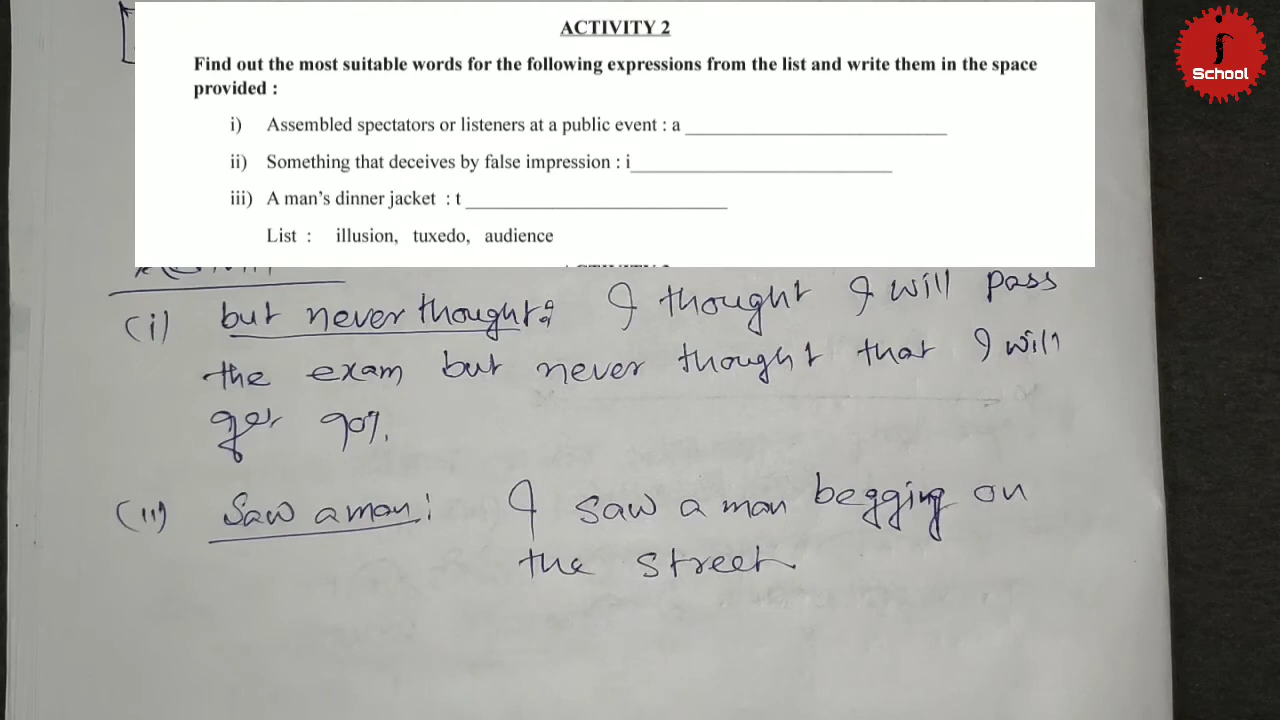 ACTIVITY 2
Find out the most suitable words for the following expressions from the list and write them in the space
provided :
i) Assembled spectators or listeners at a public event : a
ii) Something that deceives by false impression : i
iii) A man's dinner jacket : t
List : illusion, tuxedo, audience
School
(i) but never thought: I thought I will pass
the exam but never thought that I will
get 90%.
(ii) Saw a man: I saw a man begging on
the street